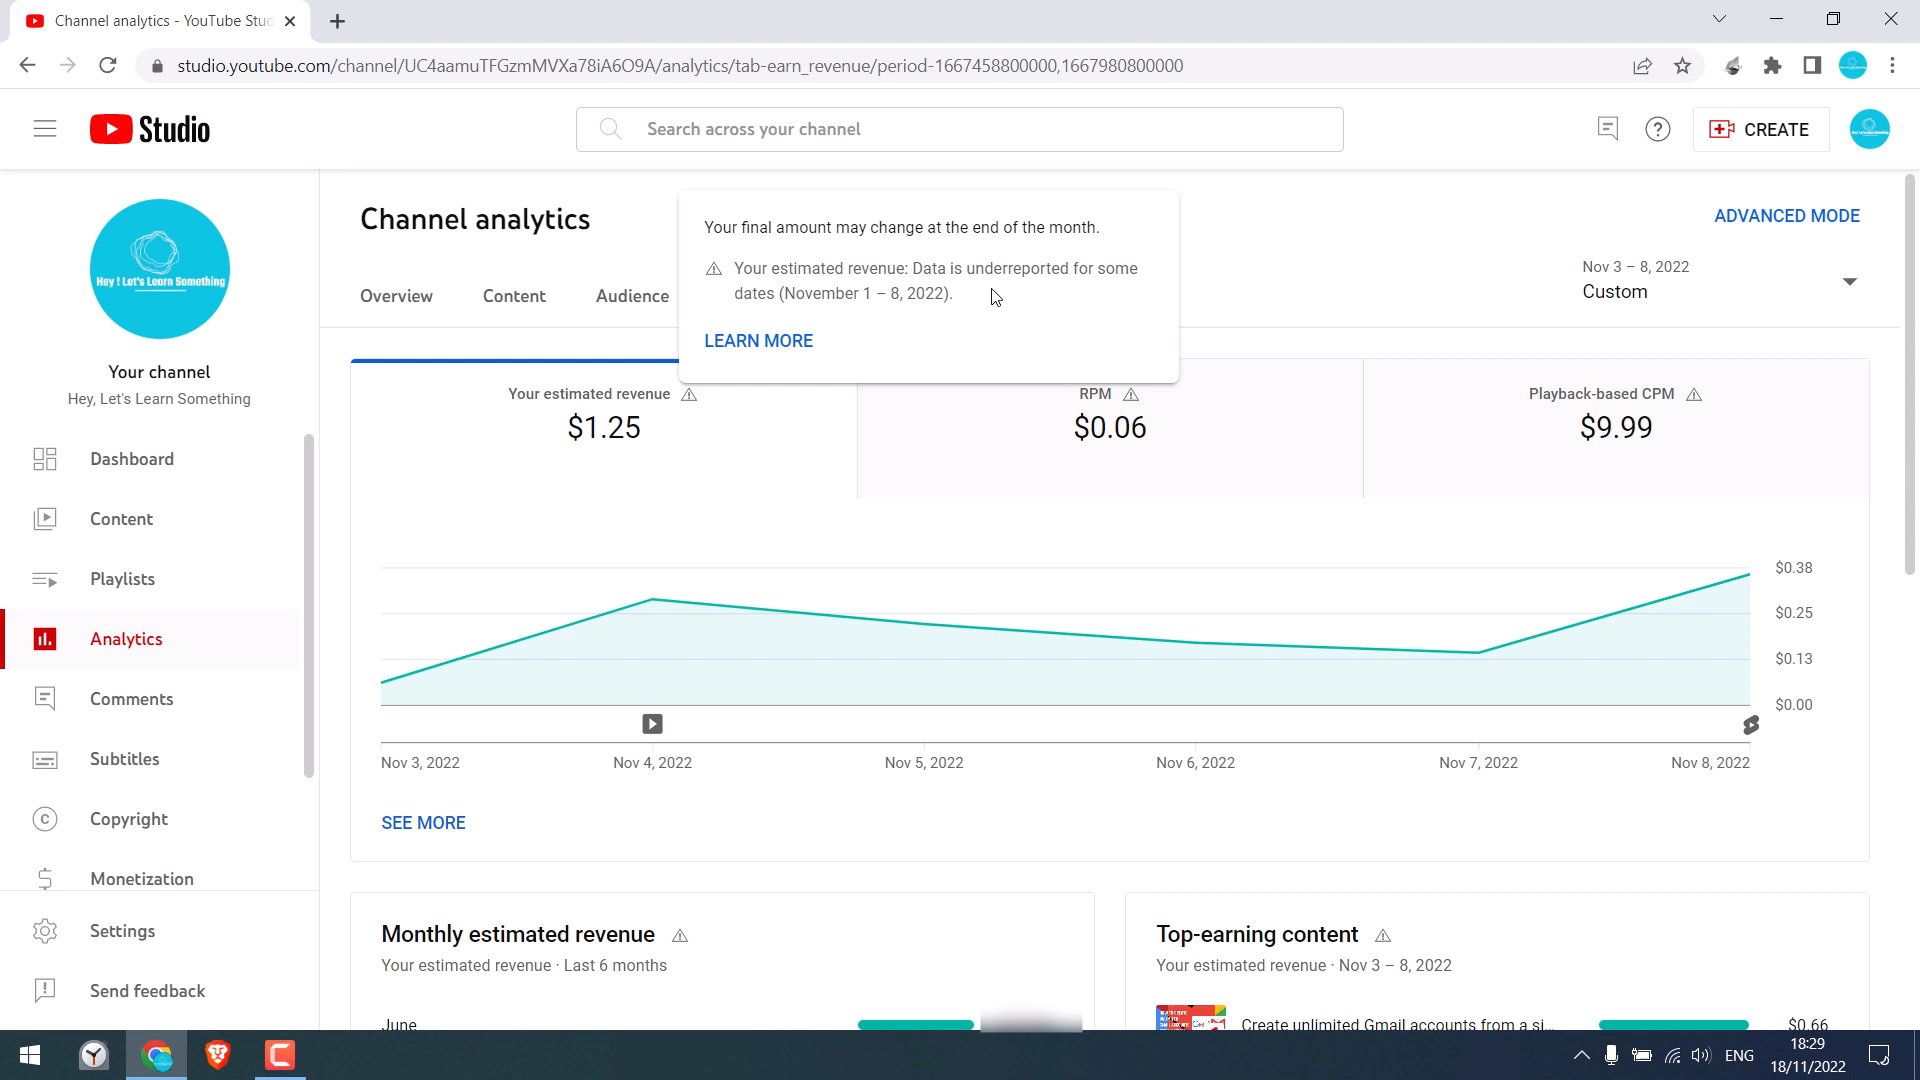 Channel analytics - YouTube Stud
studio.youtube.com/channel/UC4aamuTFGzmMVXa78iA6O9A/analytics/tab-earn_revenue/period-1667458800000,1667980800000
Studio
Search across your channel
CREATE
Hey ! Let's Learn Something
Your channel
Hey, Let's Learn Something
Dashboard
Content
Playlists
Analytics
Comments
Subtitles
Copyright
Monetization
Settings
Send feedback
Channel analytics
ADVANCED MODE
Overview
Content
Audience
Nov 3 – 8, 2022
Custom
Your final amount may change at the end of the month.
Your estimated revenue: Data is underreported for some
dates (November 1 – 8, 2022).
LEARN MORE
Your estimated revenue
$1.25
RPM
$0.06
Playback-based CPM
$9.99
$0.38
$0.25
$0.13
$0.00
Nov 3, 2022
Nov 4, 2022
Nov 5, 2022
Nov 6, 2022
Nov 7, 2022
Nov 8, 2022
SEE MORE
Monthly estimated revenue
Your estimated revenue · Last 6 months
June
Top-earning content
Your estimated revenue · Nov 3 – 8, 2022
Create unlimited Gmail accounts from a si...
$0.66
ENG
18:29
18/11/2022